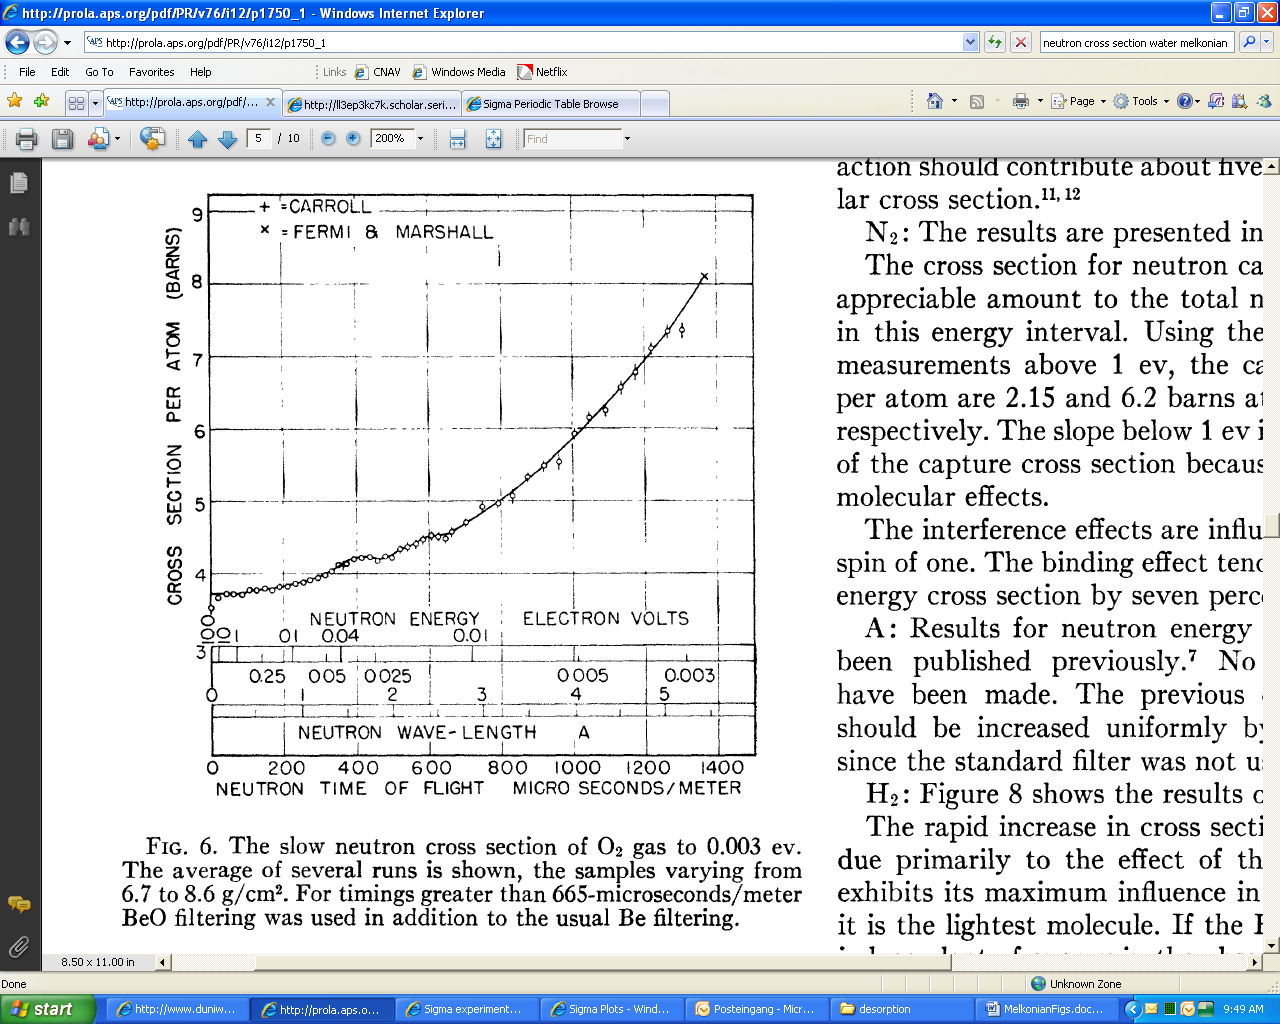 http://prola.aps.org/pdf/PR/v76/i12/p1750_1 - Windows Internet Explorer
http://prola.aps.org/pdf/PR/v76/i12/p1750_1
neutron cross section water melkonian
File Edit Go To Favorites Help
Links CNAV Windows Media Netflix
http://prola.aps.org/pdf/...
http://ll3ep3kc7k.scholar.seri...
Sigma Periodic Table Browse
Page Tools
5 / 10 200% Find
+ = CARROLL
× = FERMI & MARSHALL
CROSS SECTION PER ATOM (BARNS)
9
8
7
6
5
4
3
NEUTRON ENERGY ELECTRON VOLTS
100 10 1 01 0.04 0.01
0.25 005 0025 0005 0.003
0 1 2 3 4 5
NEUTRON WAVE-LENGTH A
0 200 400 600 800 1000 1200 1400
NEUTRON TIME OF FLIGHT MICRO SECONDS/METER
FIG. 6. The slow neutron cross section of O₂ gas to 0.003 ev.
The average of several runs is shown, the samples varying from
6.7 to 8.6 g/cm². For timings greater than 665-microseconds/meter
BeO filtering was used in addition to the usual Be filtering.
action should contribute about five
lar cross section.¹¹,¹²
N₂: The results are presented in
The cross section for neutron ca
appreciable amount to the total n
in this energy interval. Using the
measurements above 1 ev, the ca
per atom are 2.15 and 6.2 barns at
respectively. The slope below 1 ev i
of the capture cross section becaus
molecular effects.
The interference effects are influ
spin of one. The binding effect tend
energy cross section by seven perc
A: Results for neutron energy
been published previously.⁷ No
have been made. The previous
should be increased uniformly by
since the standard filter was not u
H₂: Figure 8 shows the results o
The rapid increase in cross secti
due primarily to the effect of th
exhibits its maximum influence in
it is the lightest molecule. If the
8.50 x 11.00 in
Done
Unknown Zone
start
http://www.duniw...
http://prola.aps.o...
Sigma experiment...
Sigma Plots - Wind...
Posteingang - Micr...
desorption
MelkonianFigs.doc...
9:49 AM